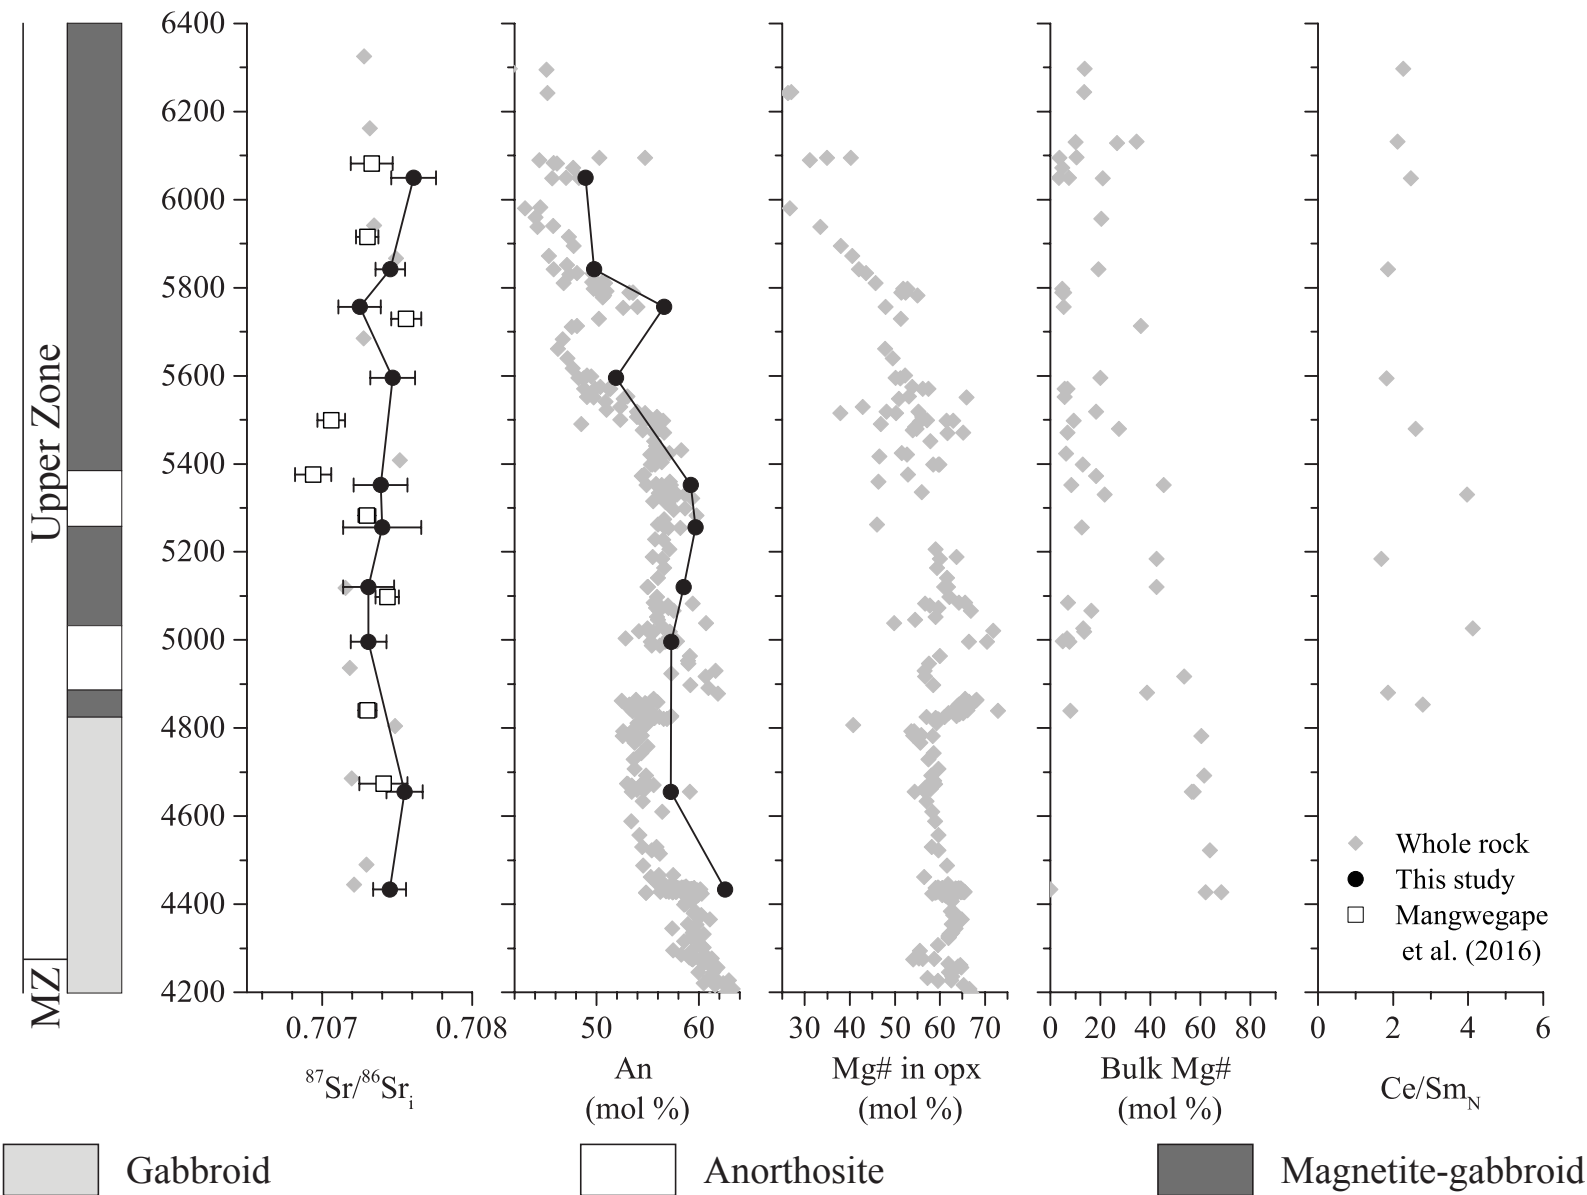 6400
6200
6000
5800
5600
5400
5200
5000
4800
4600
4400
4200
Upper Zone
MZ
0.707 0.708
50 60
30 40 50 60 70
0 20 40 60 80
0 2 4 6
⁸⁷Sr/⁸⁶Srᵢ
An
(mol %)
Mg# in opx
(mol %)
Bulk Mg#
(mol %)
Ce/Sm_N
Whole rock
This study
Mangwegape
et al. (2016)
Gabbroid
Anorthosite
Magnetite-gabbroid